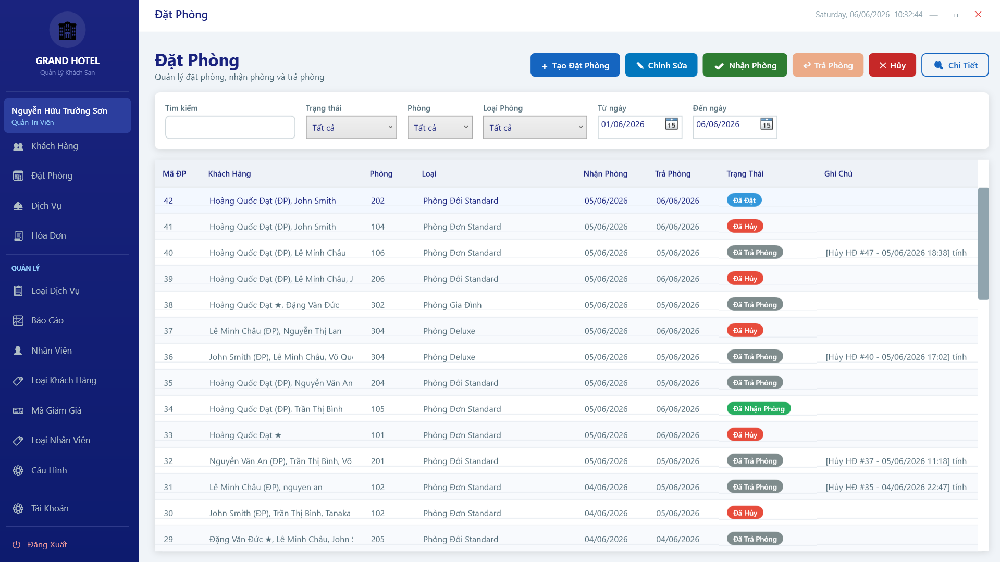 GRAND HOTEL
Quản Lý Khách Sạn
Nguyễn Hữu Trường Sơn
Quản Trị Viên
Khách Hàng
Đặt Phòng
Dịch Vụ
Hóa Đơn
QUẢN LÝ
Loại Dịch Vụ
Báo Cáo
Nhân Viên
Loại Khách Hàng
Mã Giảm Giá
Loại Nhân Viên
Cấu Hình
Tài Khoản
Đăng Xuất
Đặt Phòng
Saturday, 06/06/2026 10:32:44
Đặt Phòng
Quản lý đặt phòng, nhận phòng và trả phòng
+ Tạo Đặt Phòng
Chỉnh Sửa
Nhận Phòng
Trả Phòng
Hủy
Chi Tiết
Tìm kiếm
Trạng thái
Tất cả
Phòng
Tất cả
Loại Phòng
Tất cả
Từ ngày
01/06/2026 15
Đến ngày
06/06/2026 15
Mã ĐP Khách Hàng Phòng Loại Nhận Phòng Trả Phòng Trạng Thái Ghi Chú
42 Hoàng Quốc Đạt (ĐP), John Smith 202 Phòng Đôi Standard 05/06/2026 06/06/2026 Đã Đặt
41 Hoàng Quốc Đạt (ĐP), John Smith 104 Phòng Đơn Standard 05/06/2026 06/06/2026 Đã Hủy
40 Hoàng Quốc Đạt (ĐP), Lê Minh Châu 106 Phòng Đơn Standard 05/06/2026 05/06/2026 Đã Trả Phòng [Hủy HĐ #47 - 05/06/2026 18:38] tính
39 Hoàng Quốc Đạt (ĐP), Lê Minh Châu, J 206 Phòng Đôi Standard 05/06/2026 06/06/2026 Đã Hủy
38 Hoàng Quốc Đạt ★, Đặng Văn Đức 302 Phòng Gia Đình 05/06/2026 05/06/2026 Đã Trả Phòng
37 Lê Minh Châu (ĐP), Nguyễn Thị Lan 304 Phòng Deluxe 05/06/2026 06/06/2026 Đã Hủy
36 John Smith (ĐP), Lê Minh Châu, Võ Qu 304 Phòng Deluxe 05/06/2026 05/06/2026 Đã Trả Phòng [Hủy HĐ #40 - 05/06/2026 17:02] tính
35 Hoàng Quốc Đạt (ĐP), Nguyễn Văn An 204 Phòng Đôi Standard 05/06/2026 05/06/2026 Đã Trả Phòng
34 Hoàng Quốc Đạt (ĐP), Trần Thị Bình 105 Phòng Đơn Standard 05/06/2026 06/06/2026 Đã Nhận Phòng
33 Hoàng Quốc Đạt ★ 101 Phòng Đơn Standard 05/06/2026 06/06/2026 Đã Hủy
32 Nguyễn Văn An (ĐP), Trần Thị Bình, Võ 201 Phòng Đôi Standard 05/06/2026 05/06/2026 Đã Trả Phòng [Hủy HĐ #37 - 05/06/2026 11:18] tính
31 Lê Minh Châu (ĐP), nguyen an 102 Phòng Đơn Standard 04/06/2026 05/06/2026 Đã Trả Phòng [Hủy HĐ #35 - 04/06/2026 22:47] tính
30 John Smith (ĐP), Trần Thị Bình, Tanaka 102 Phòng Đơn Standard 04/06/2026 05/06/2026 Đã Hủy
29 Đặng Văn Đức ★, Lê Minh Châu, John 205 Phòng Đôi Standard 04/06/2026 04/06/2026 Đã Trả Phòng